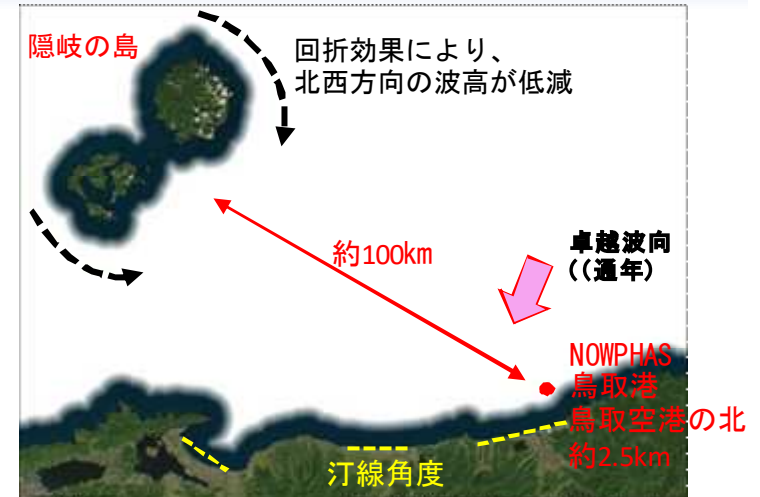 隠岐の島
回折効果により、
北西方向の波高が低減
約100km
卓越波向
((通年)
NOWPHAS
鳥取港
鳥取空港の北
約2.5km
汀線角度